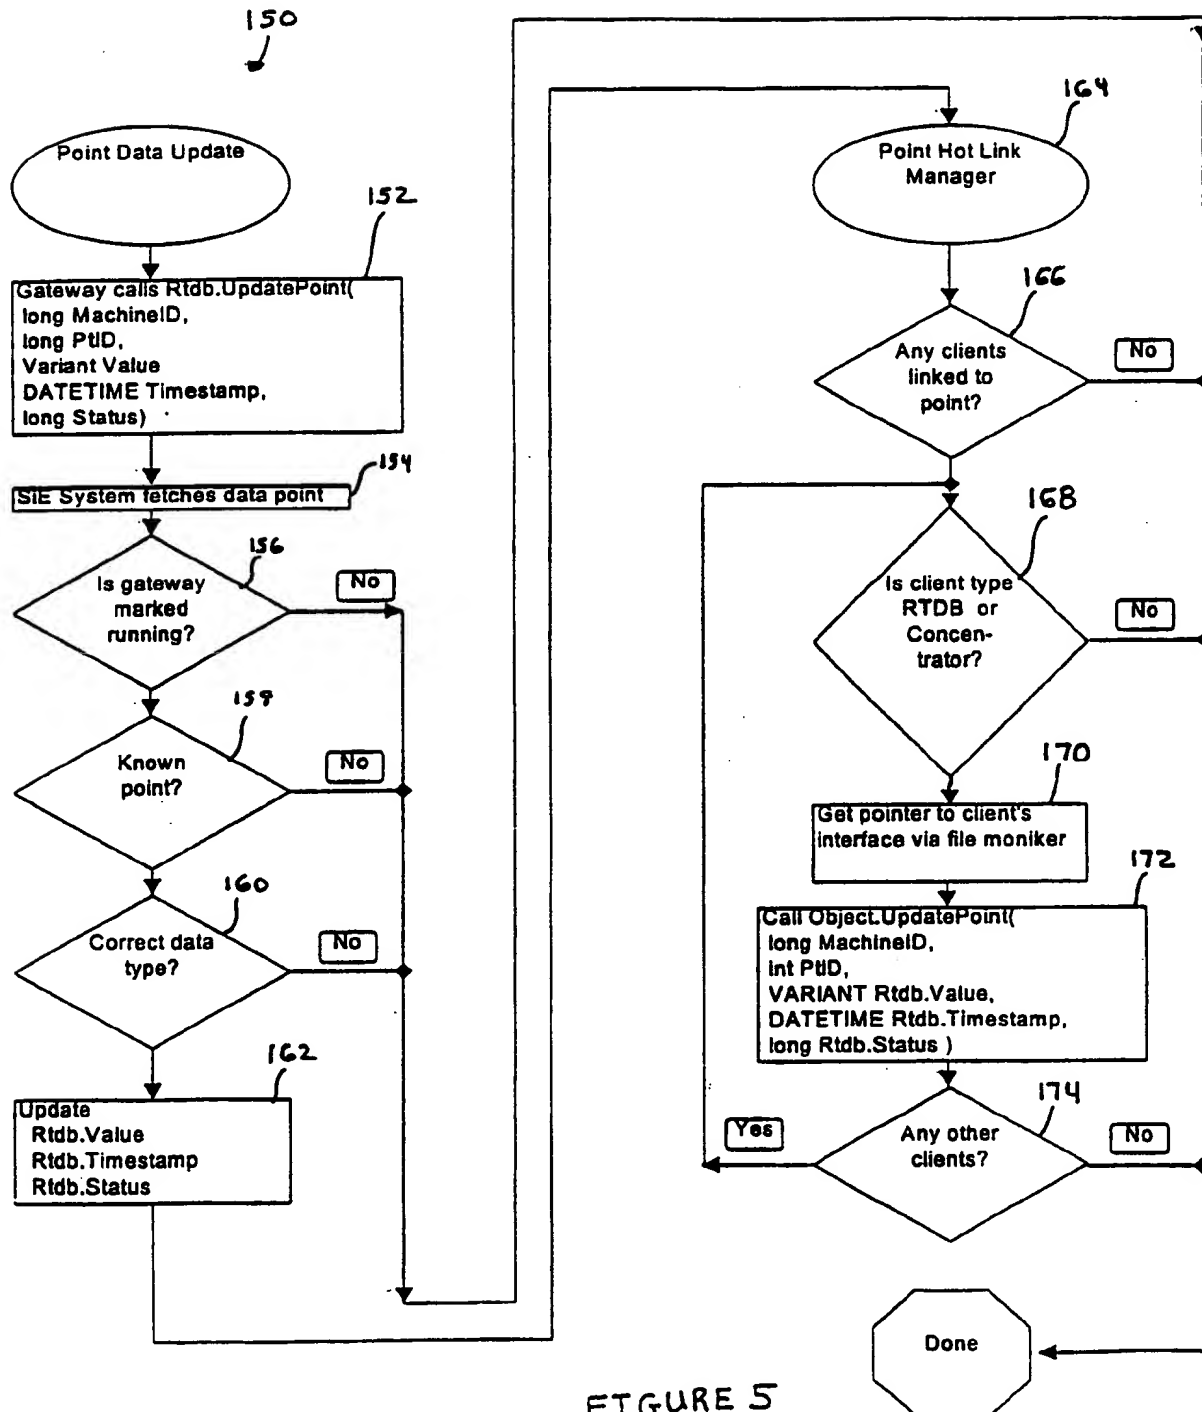 150
Point Data Update
152
Gateway calls Rtdb.UpdatePoint(
long MachineID,
long PtID,
Variant Value
DATETIME Timestamp,
long Status)
154
SIE System fetches data point
156
Is gateway
marked
running?
No
158
Known
point?
No
160
Correct data
type?
No
162
Update
Rtdb.Value
Rtdb.Timestamp
Rtdb.Status
164
Point Hot Link
Manager
166
Any clients
linked to
point?
No
168
Is client type
RTDB or
Concen-
trator?
No
170
Get pointer to client's
interface via file moniker
172
Call Object.UpdatePoint(
long MachineID,
int PtID,
VARIANT Rtdb.Value,
DATETIME Rtdb.Timestamp,
long Rtdb.Status )
174
Any other
clients?
Yes
No
Done
FIGURE 5